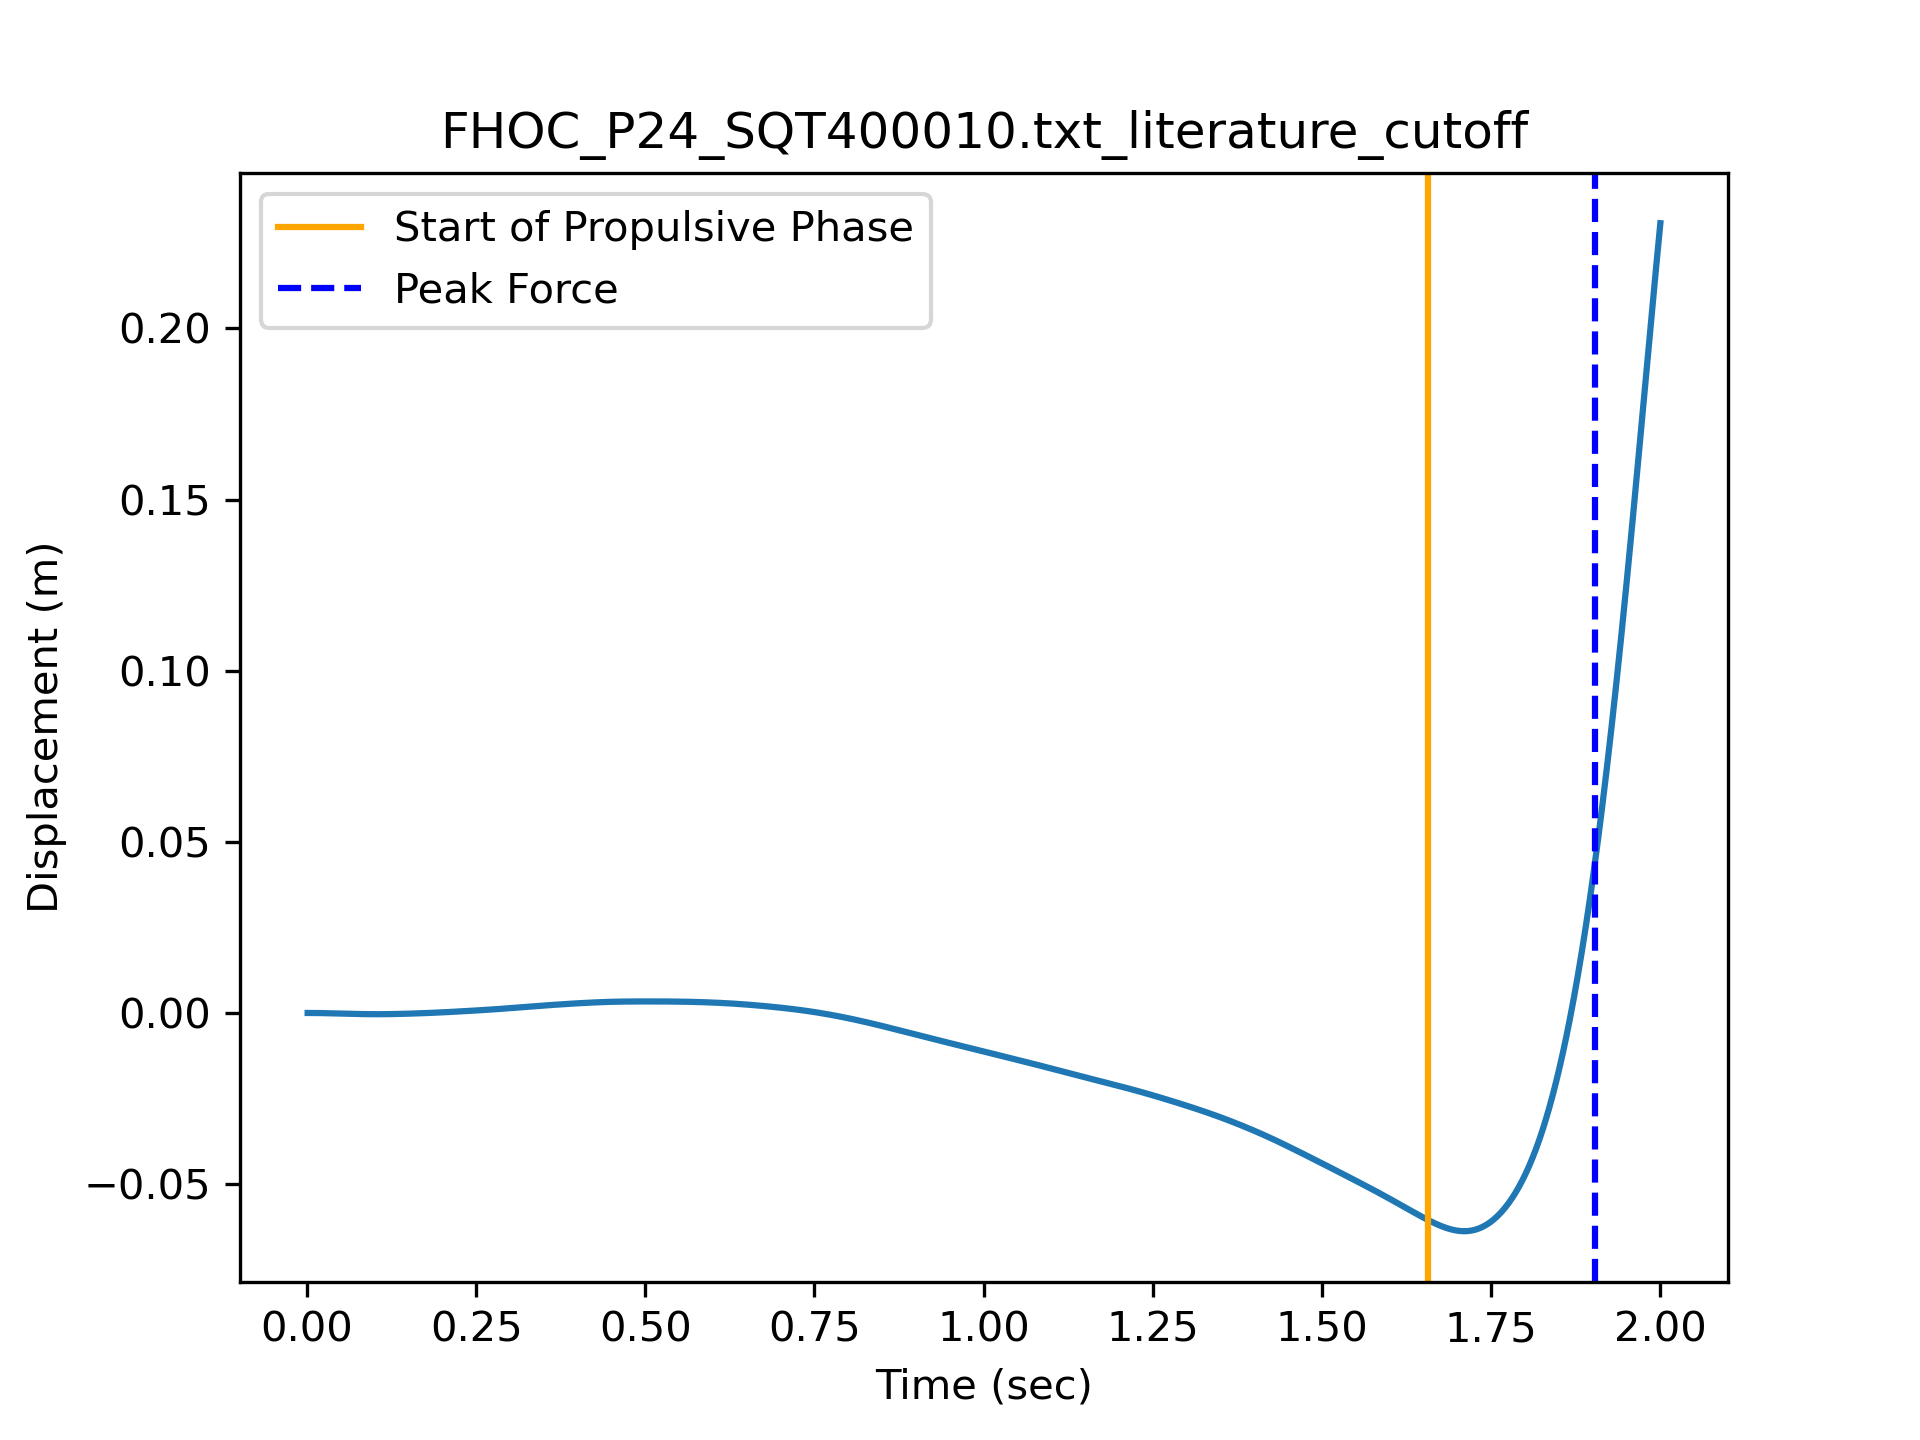 FHOC_P24_SQT400010.txt_literature_cutoff
Start of Propulsive Phase
Peak Force
0.20
0.15
0.10
0.05
0.00
−0.05
Displacement (m)
0.00 0.25 0.50 0.75 1.00 1.25 1.50 1.75 2.00
Time (sec)